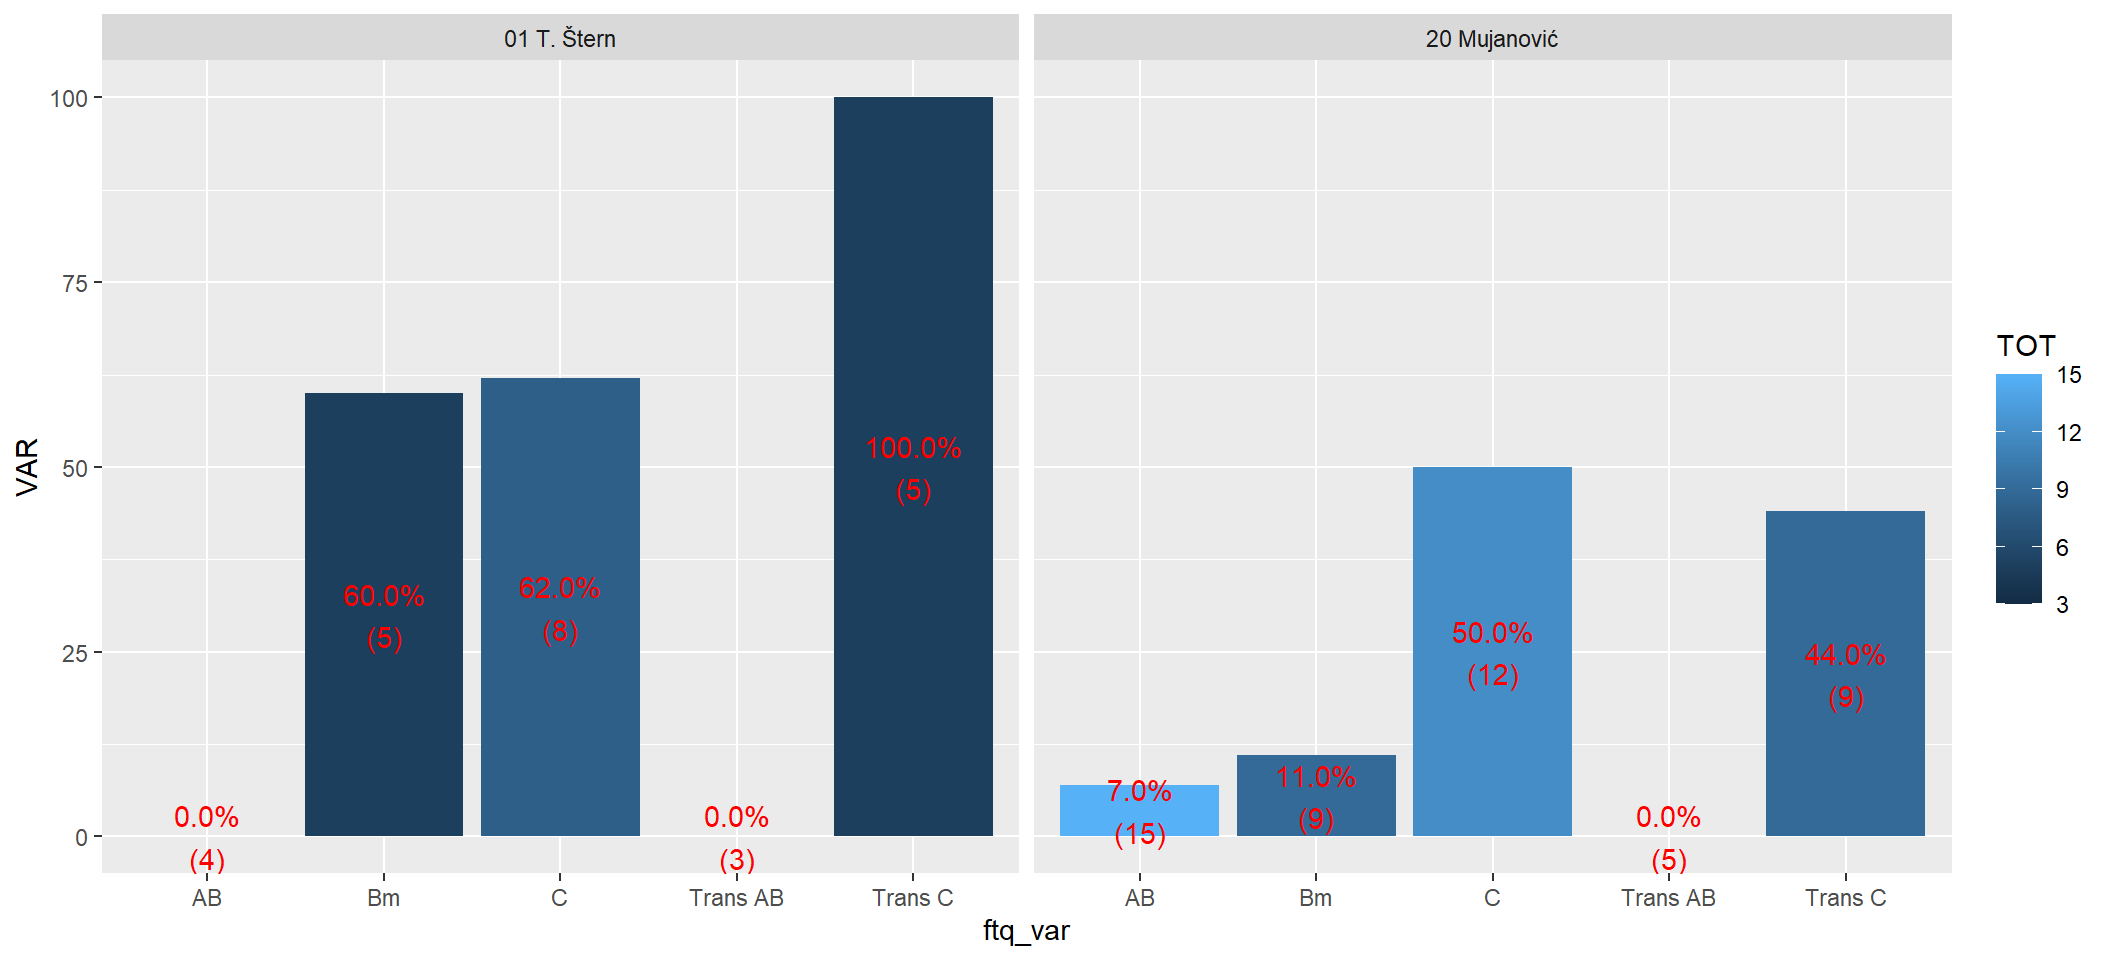 01 T. Štern
20 Mujanović
VAR
100
75
50
25
0
0.0%
(4)
60.0%
(5)
62.0%
(8)
0.0%
(3)
100.0%
(5)
7.0%
(15)
11.0%
(9)
50.0%
(12)
0.0%
(5)
44.0%
(9)
AB
Bm
C
Trans AB
Trans C
AB
Bm
C
Trans AB
Trans C
ftq_var
TOT
15
12
9
6
3